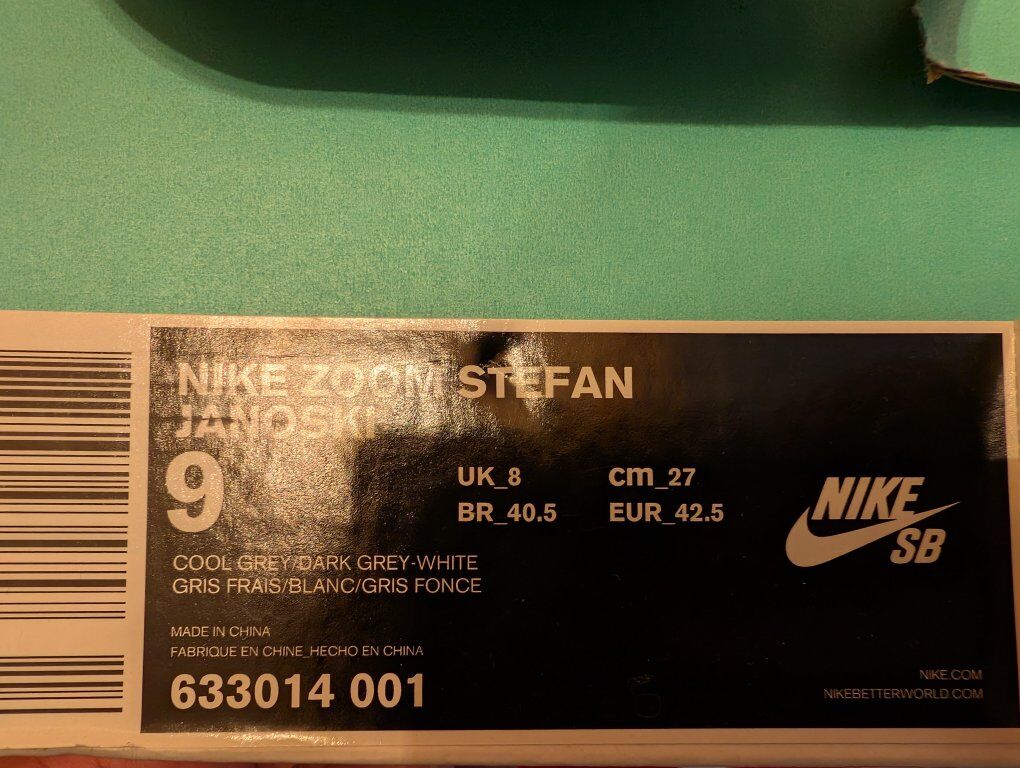 NIKE ZOOM STEFAN
JANOSKI
9
UK_8 cm_27
BR_40.5 EUR_42.5
NIKE
SB
COOL GREY/DARK GREY-WHITE
GRIS FRAIS/BLANC/GRIS FONCE
MADE IN CHINA
FABRIQUE EN CHINE_HECHO EN CHINA
633014 001
NIKE.COM
NIKEBETTERWORLD.COM